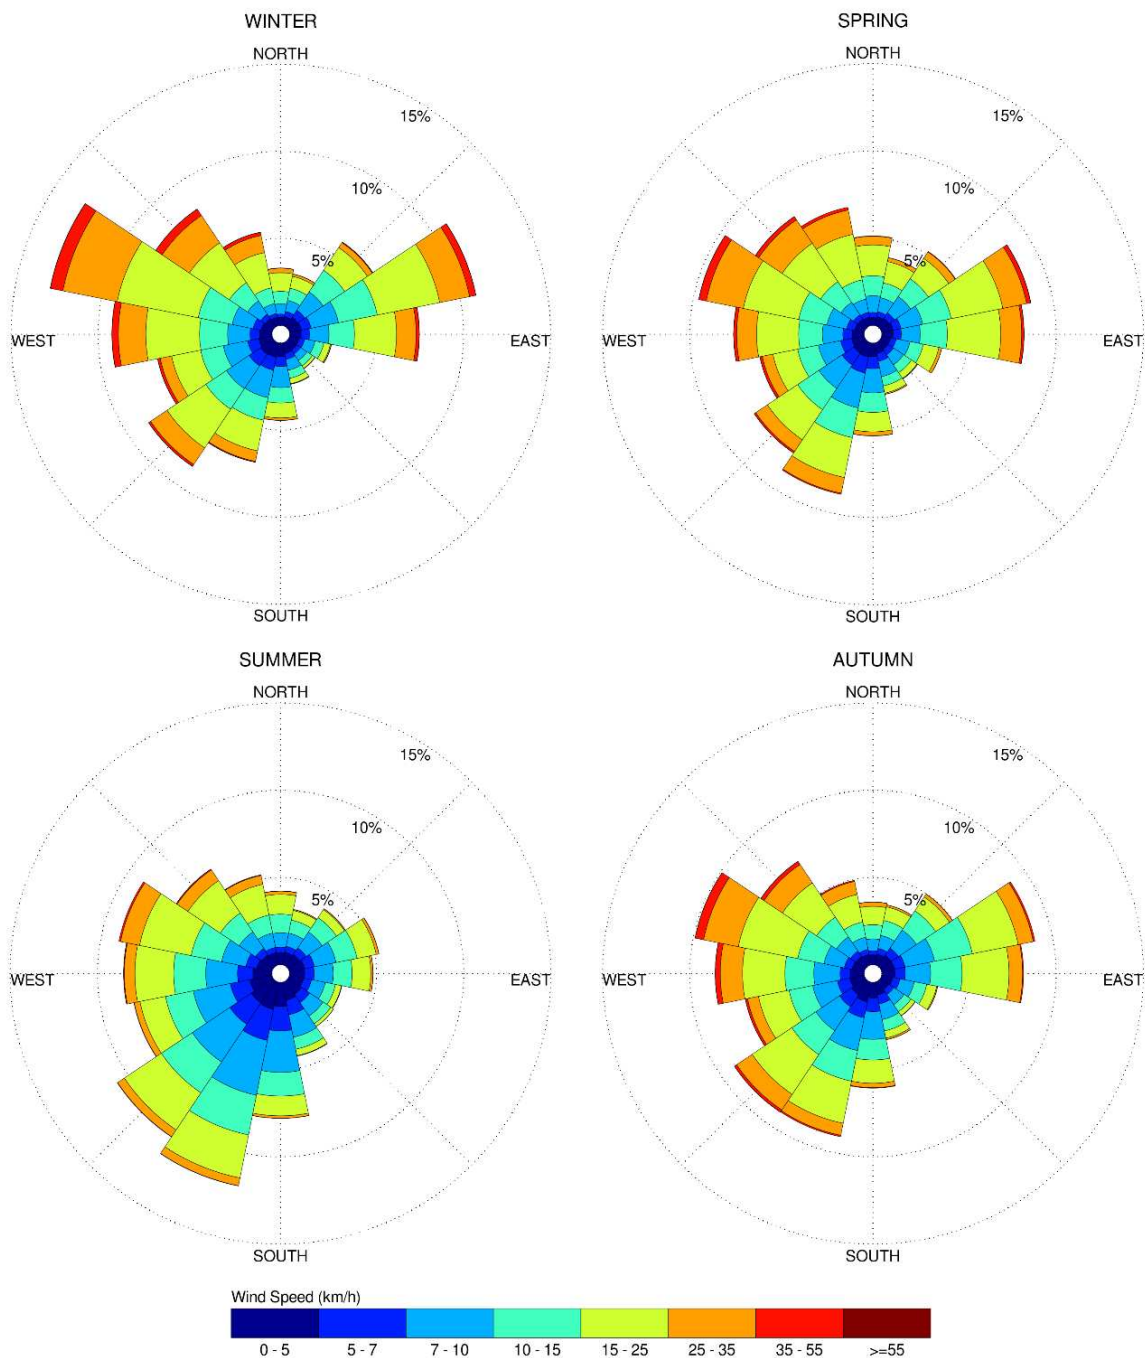 WINTER
NORTH
15%
10%
5%
WEST
EAST
SOUTH
SPRING
NORTH
15%
10%
5%
WEST
EAST
SOUTH
SUMMER
NORTH
15%
10%
5%
WEST
EAST
SOUTH
AUTUMN
NORTH
15%
10%
5%
WEST
EAST
SOUTH
Wind Speed (km/h)
0 - 5 5 - 7 7 - 10 10 - 15 15 - 25 25 - 35 35 - 55 >=55